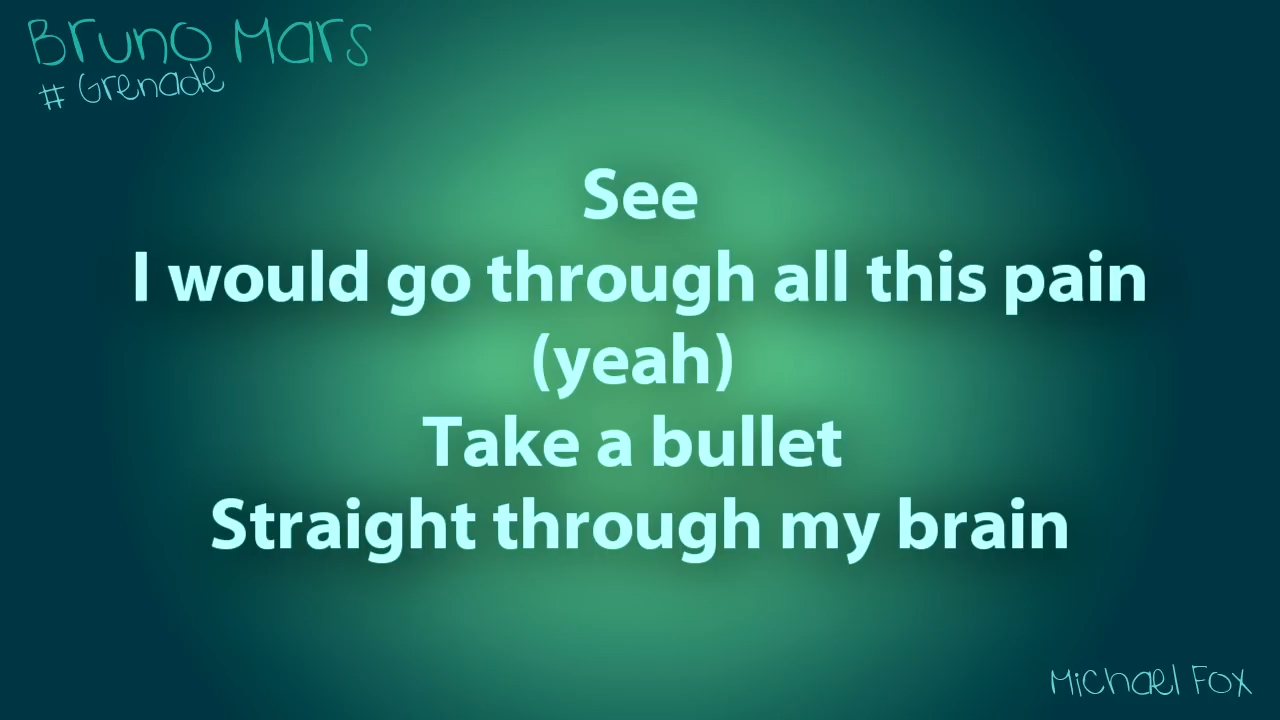 Bruno Mars
# Grenade
See
I would go through all this pain
(yeah)
Take a bullet
Straight through my brain
Michael Fox